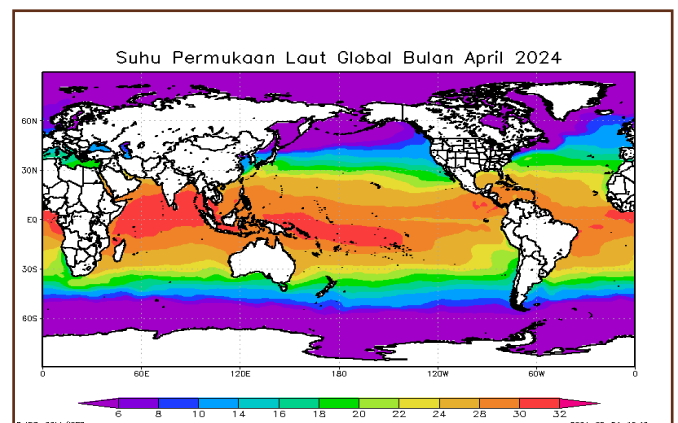 Suhu Permukaan Laut Global Bulan April 2024
60N
30N
EQ
30S
60S
0 60E 120E 180 120W 60W 0
6 8 10 14 16 18 20 22 24 28 30 32